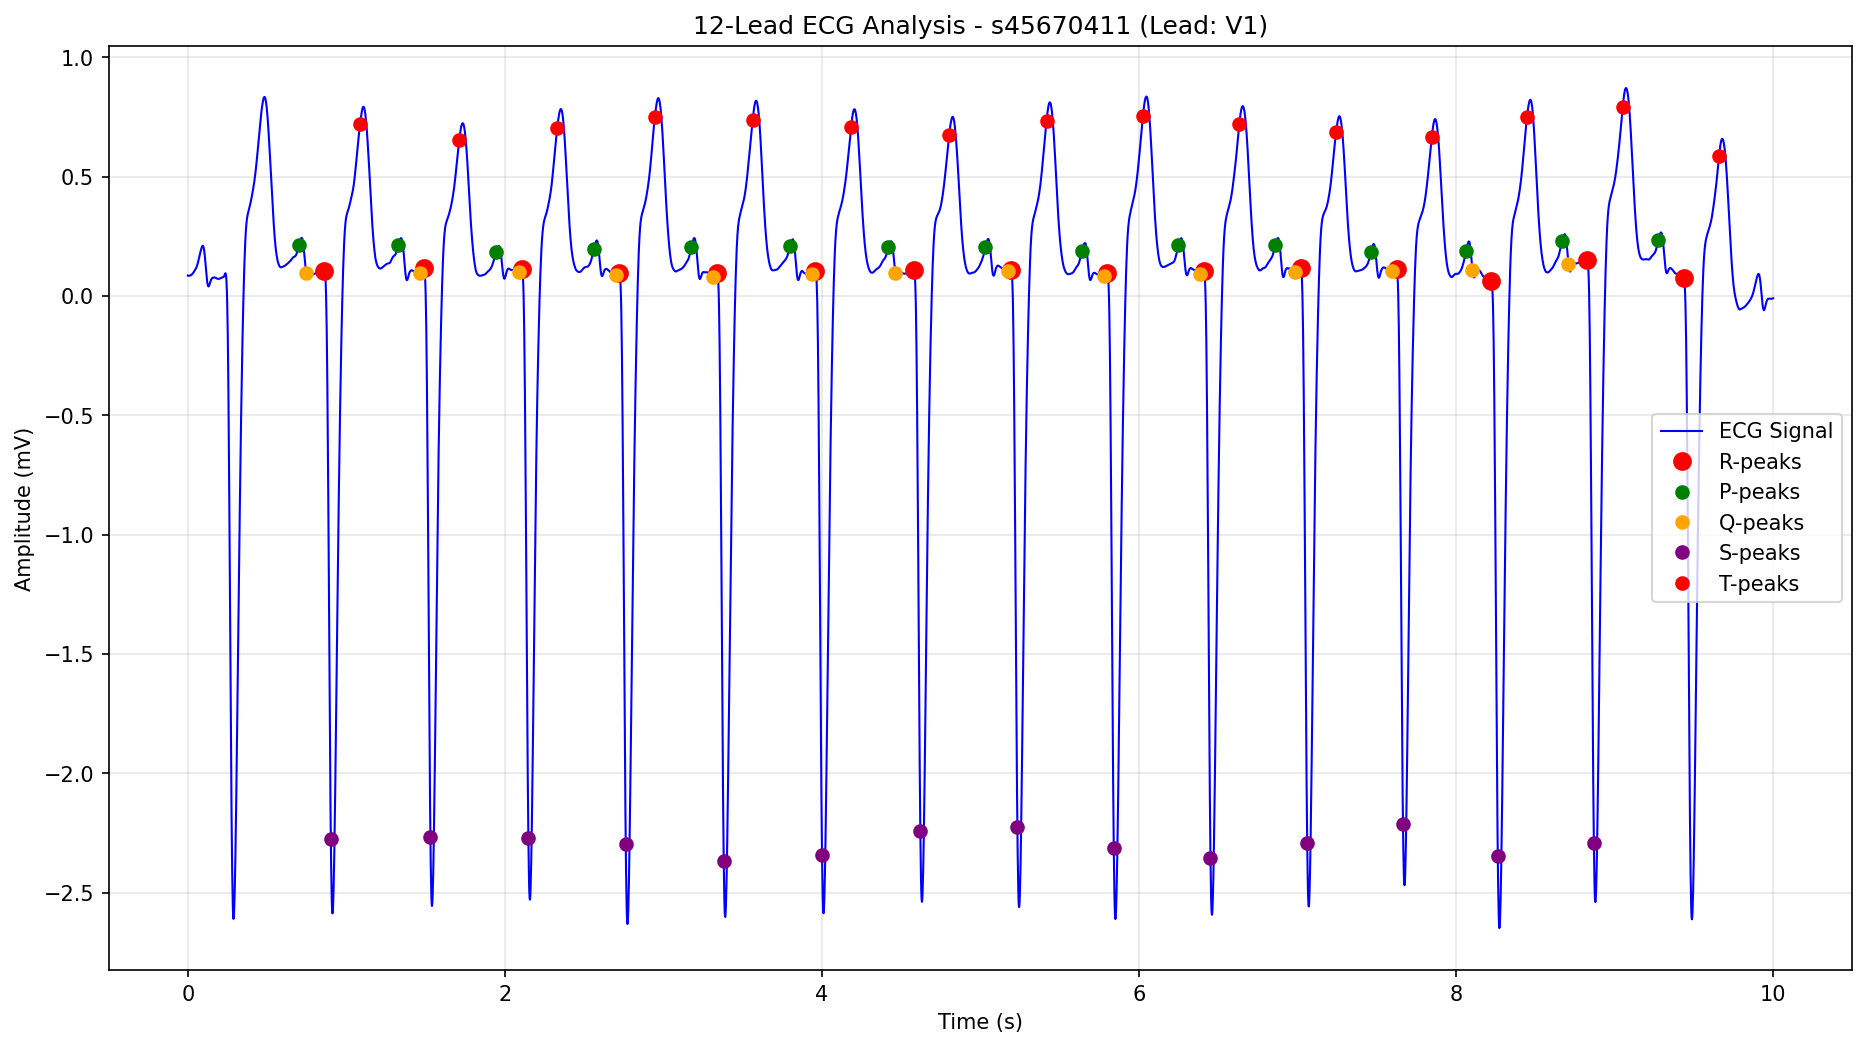 12-Lead ECG Analysis - s45670411 (Lead: V1)
1.0
0.5
0.0
−0.5
−1.0
−1.5
−2.0
−2.5
Amplitude (mV)
ECG Signal
R-peaks
P-peaks
Q-peaks
S-peaks
T-peaks
0 2 4 6 8 10
Time (s)